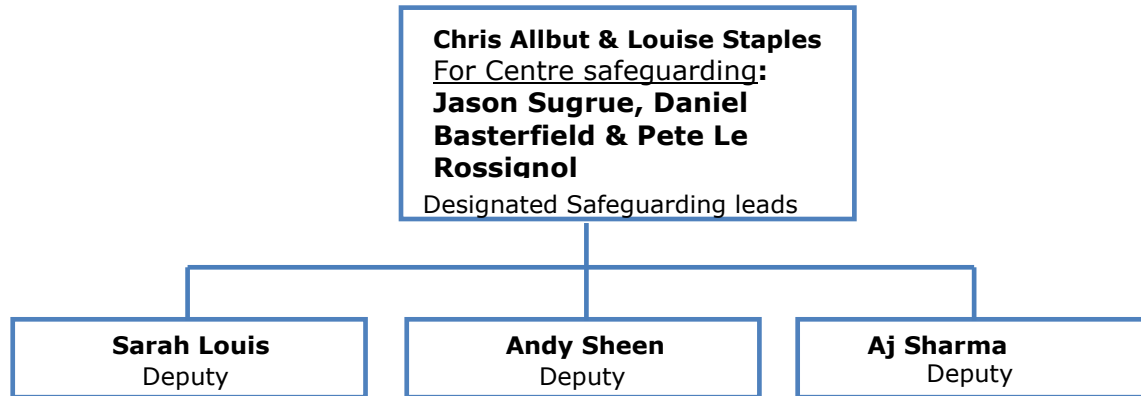 Chris Allbut & Louise Staples
For Centre safeguarding:
Jason Sugrue, Daniel
Basterfield & Pete Le
Rossignol
Designated Safeguarding leads
Sarah Louis
Deputy
Andy Sheen
Deputy
Aj Sharma
Deputy